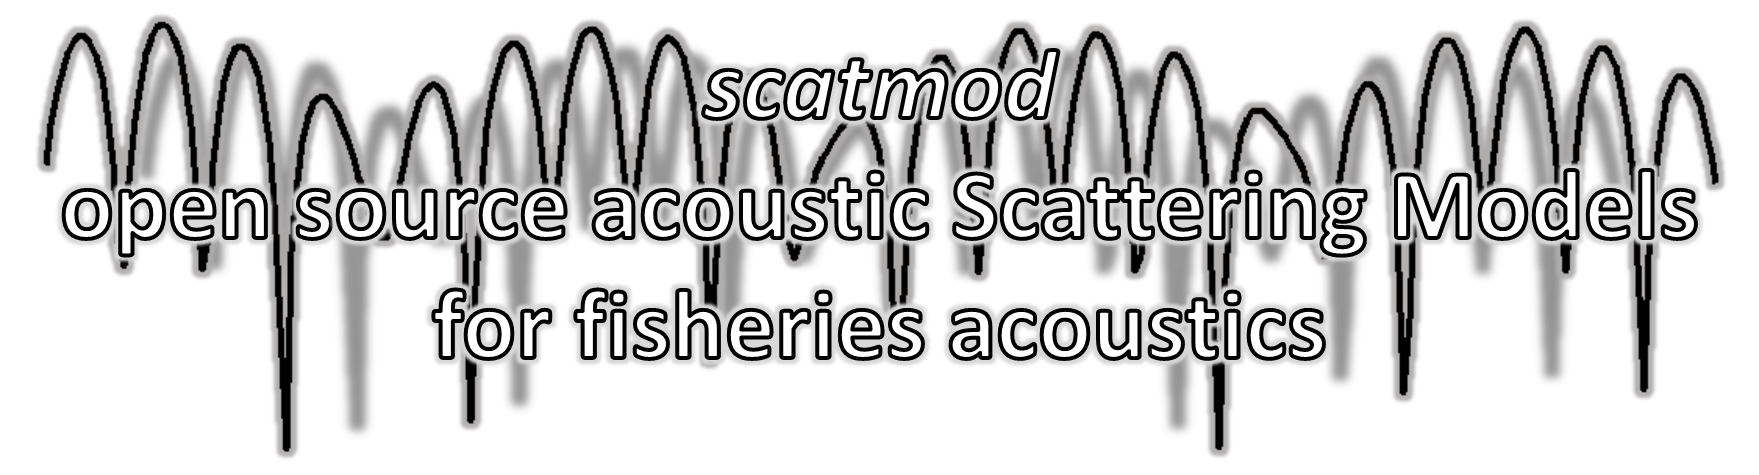 scatmod
open source acoustic Scattering Models
for fisheries acoustics